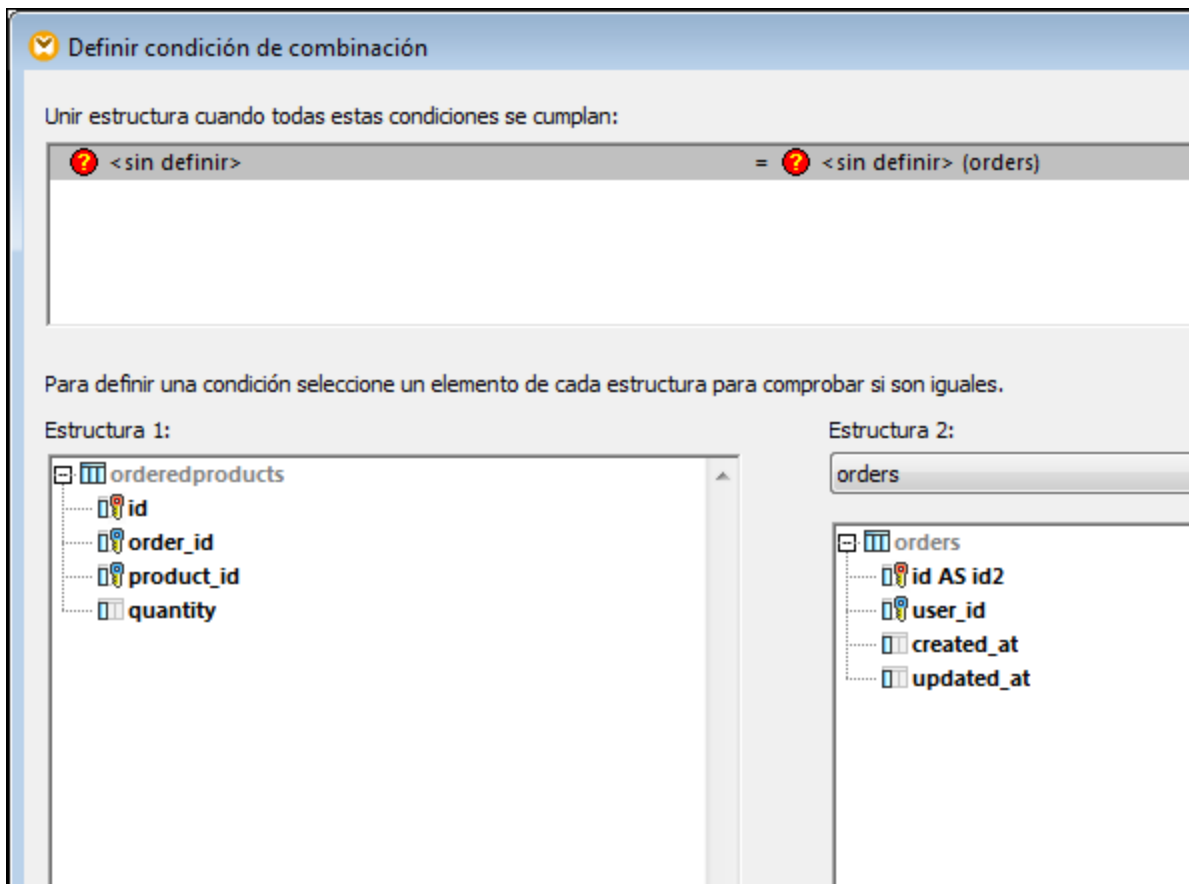 Definir condición de combinación
Unir estructura cuando todas estas condiciones se cumplan:
<sin definir> = <sin definir> (orders)
Para definir una condición seleccione un elemento de cada estructura para comprobar si son iguales.
Estructura 1:
orderedproducts
id
order_id
product_id
quantity
Estructura 2:
orders
orders
id AS id2
user_id
created_at
updated_at